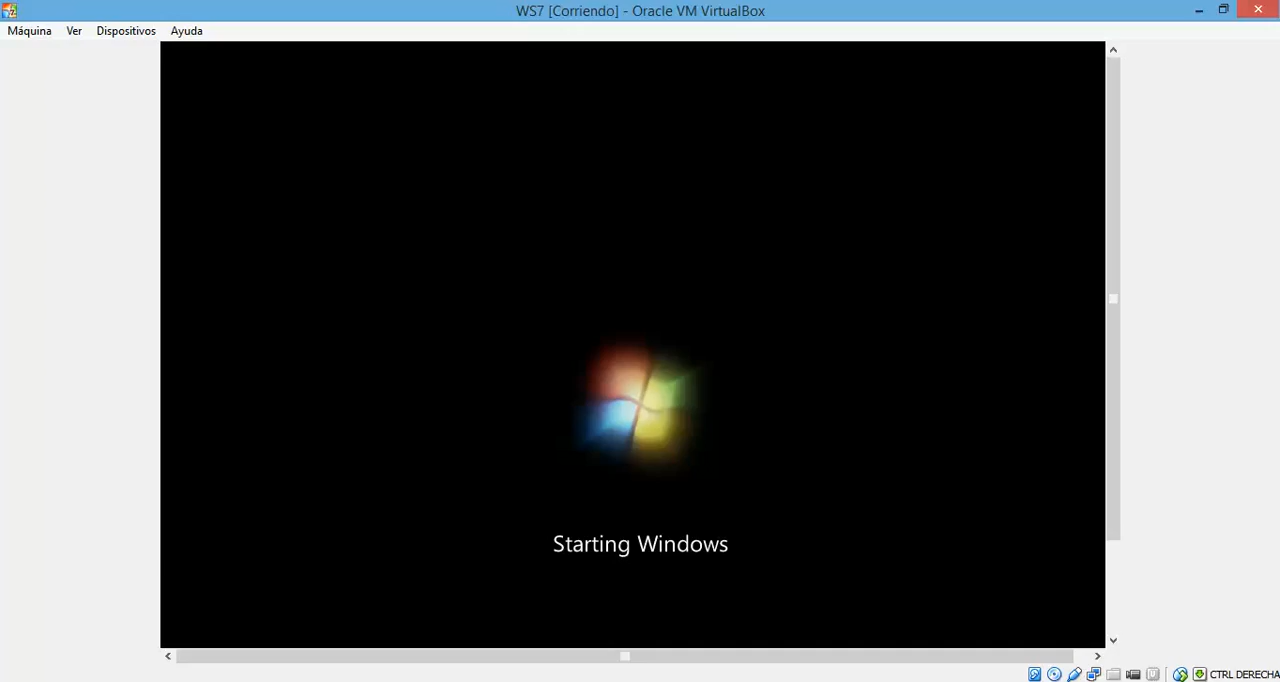 WS7 [Corriendo] - Oracle VM VirtualBox
Máquina Ver Dispositivos Ayuda
Starting Windows
CTRL DERECHA